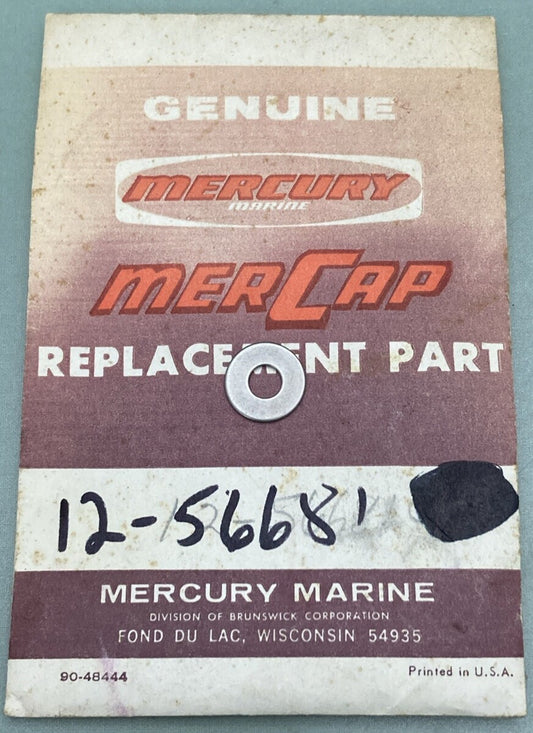 GENUINE
MERCURY
MARINE
MERCAP
REPLACEMENT PART
12-56681
MERCURY MARINE
DIVISION OF BRUNSWICK CORPORATION
FOND DU LAC, WISCONSIN 54935
90-48444 Printed in U.S.A.